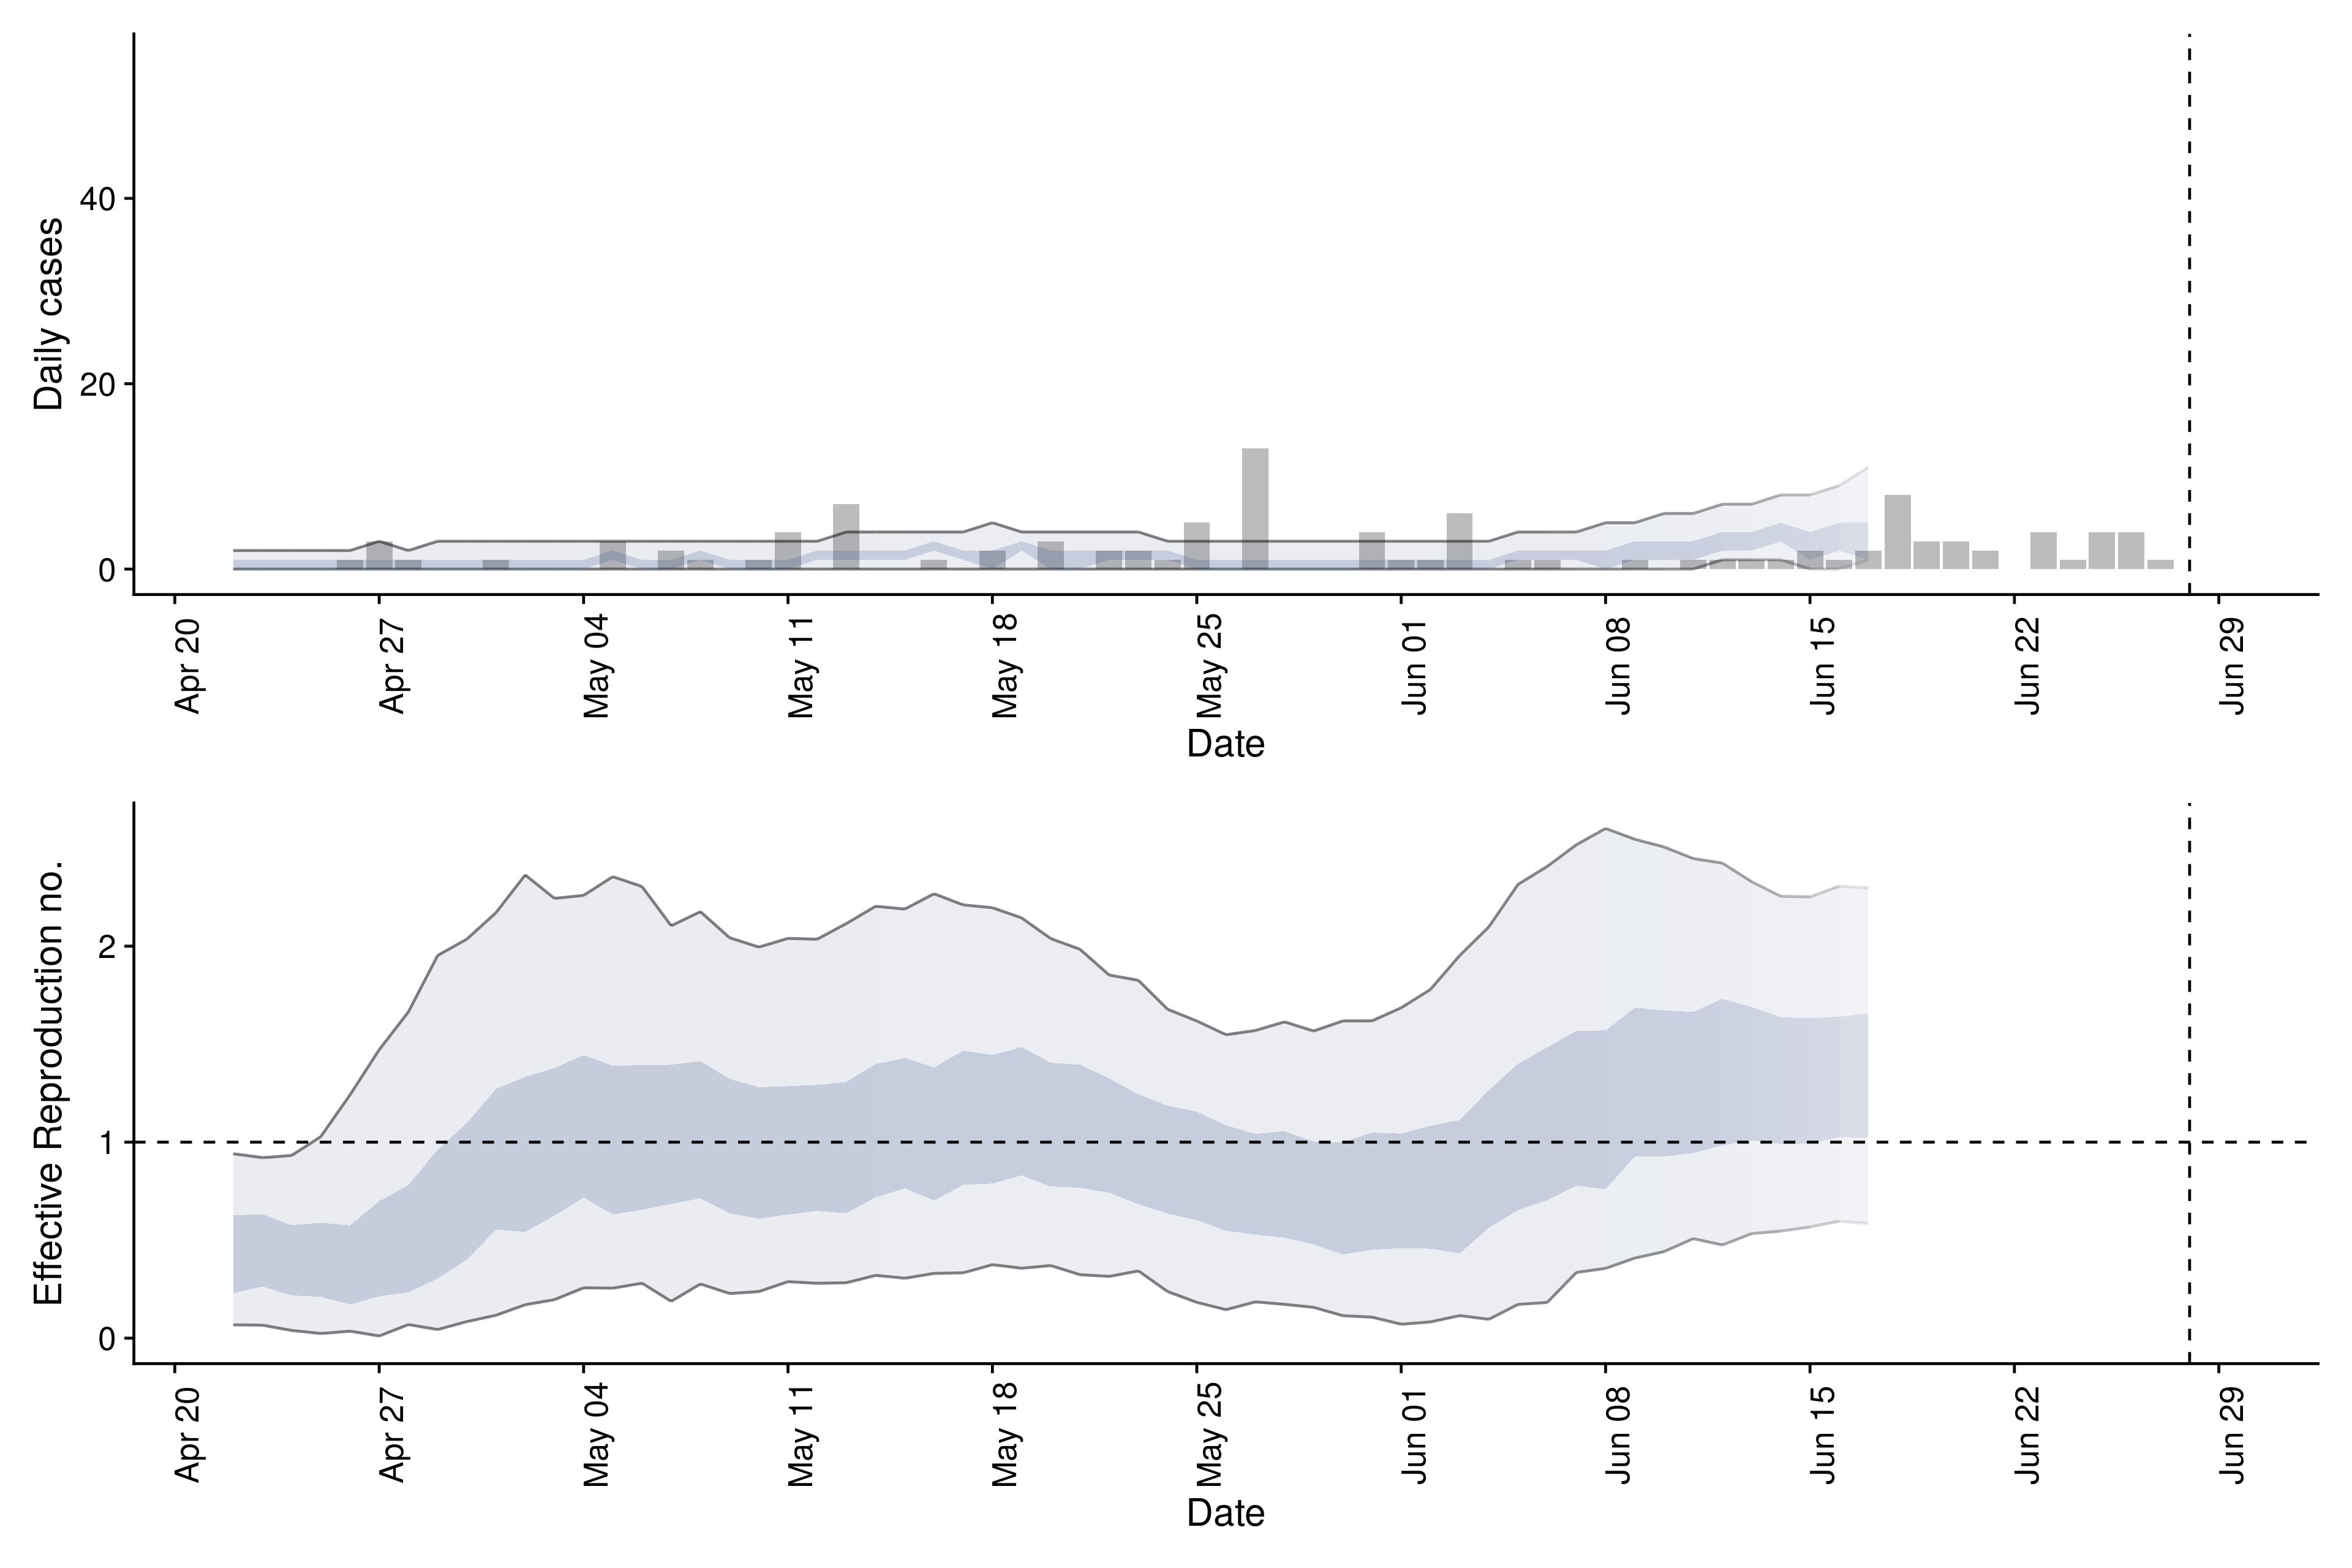 Daily cases
40
20
0
Apr 20
Apr 27
May 04
May 11
May 18
May 25
Jun 01
Jun 08
Jun 15
Jun 22
Jun 29
Date
Effective Reproduction no.
2
1
0
Apr 20
Apr 27
May 04
May 11
May 18
May 25
Jun 01
Jun 08
Jun 15
Jun 22
Jun 29
Date